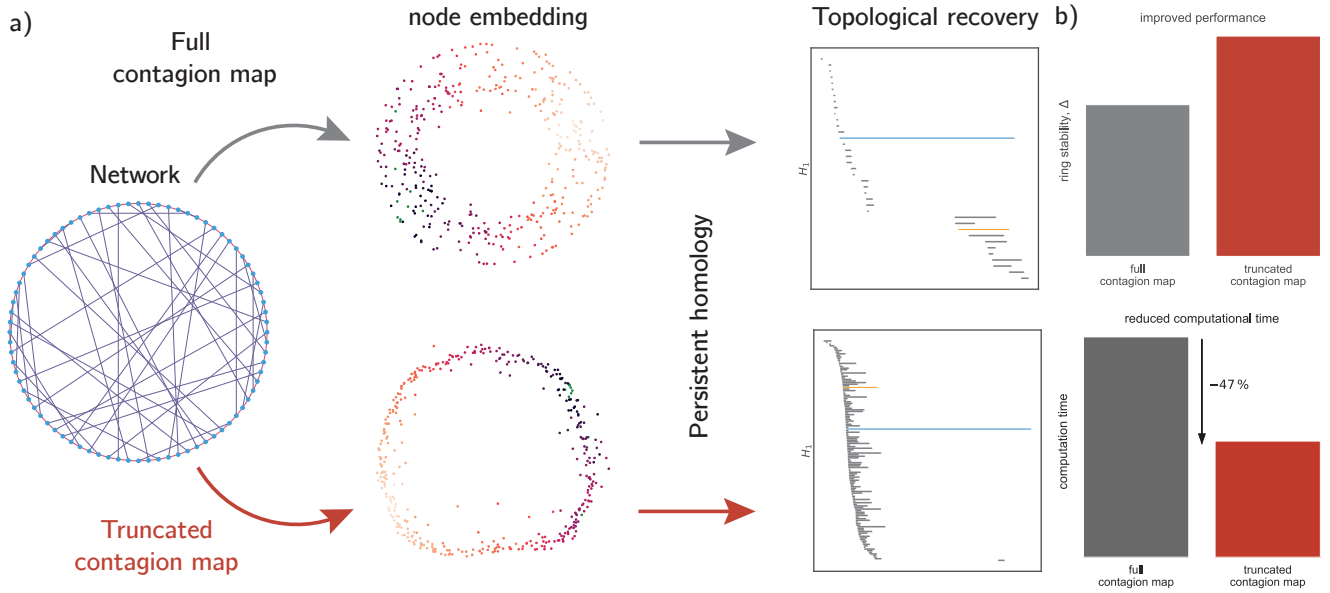 a)
Full
contagion map
node embedding
Topological recovery
b)
improved performance
Network
H₁
ring stability, Δ
full
contagion map
truncated
contagion map
Persistent homology
reduced computational time
−47 %
H₁
computation time
Truncated
contagion map
full
contagion map
truncated
contagion map